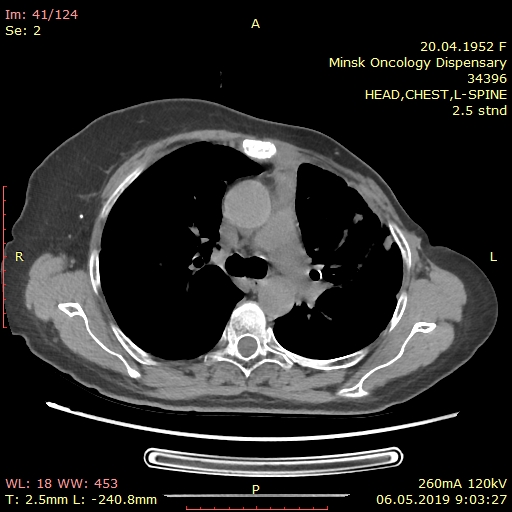 Im: 41/124
Se: 2
A
20.04.1952 F
Minsk Oncology Dispensary
34396
HEAD,CHEST,L-SPINE
2.5 stnd
R
L
WL: 18 WW: 453
T: 2.5mm L: -240.8mm
P
260mA 120kV
06.05.2019 9:03:27